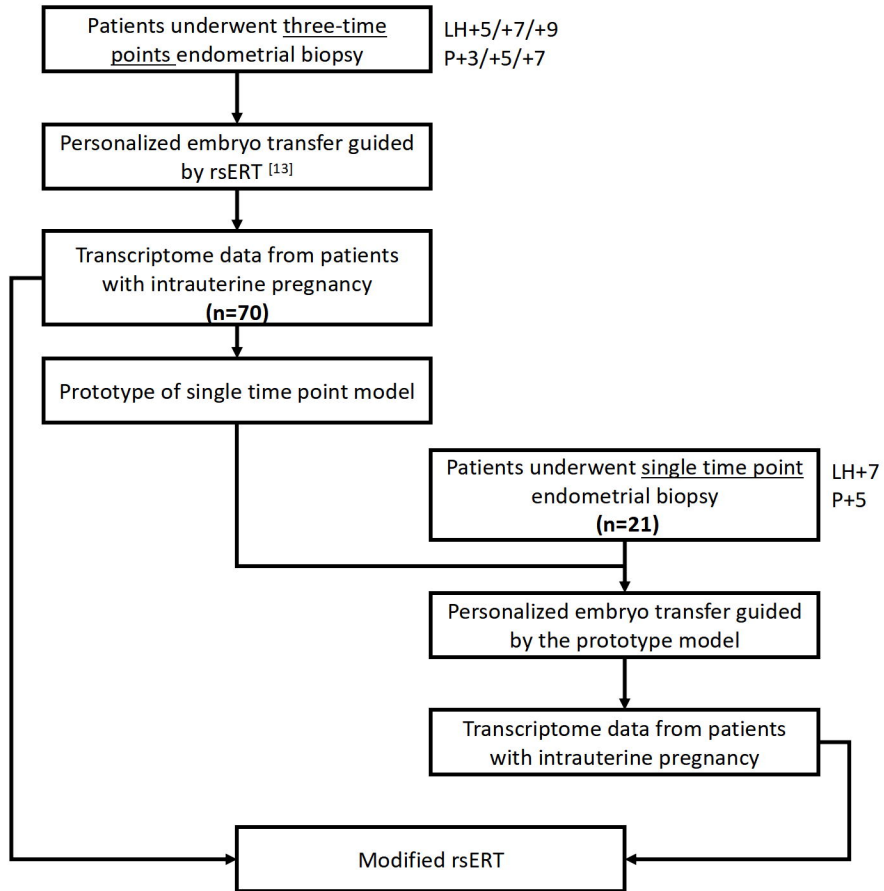 Patients underwent three-time
points endometrial biopsy
LH+5/+7/+9
P+3/+5/+7
Personalized embryo transfer guided
by rsERT [13]
Transcriptome data from patients
with intrauterine pregnancy
(n=70)
Prototype of single time point model
Patients underwent single time point
endometrial biopsy
(n=21)
LH+7
P+5
Personalized embryo transfer guided
by the prototype model
Transcriptome data from patients
with intrauterine pregnancy
Modified rsERT